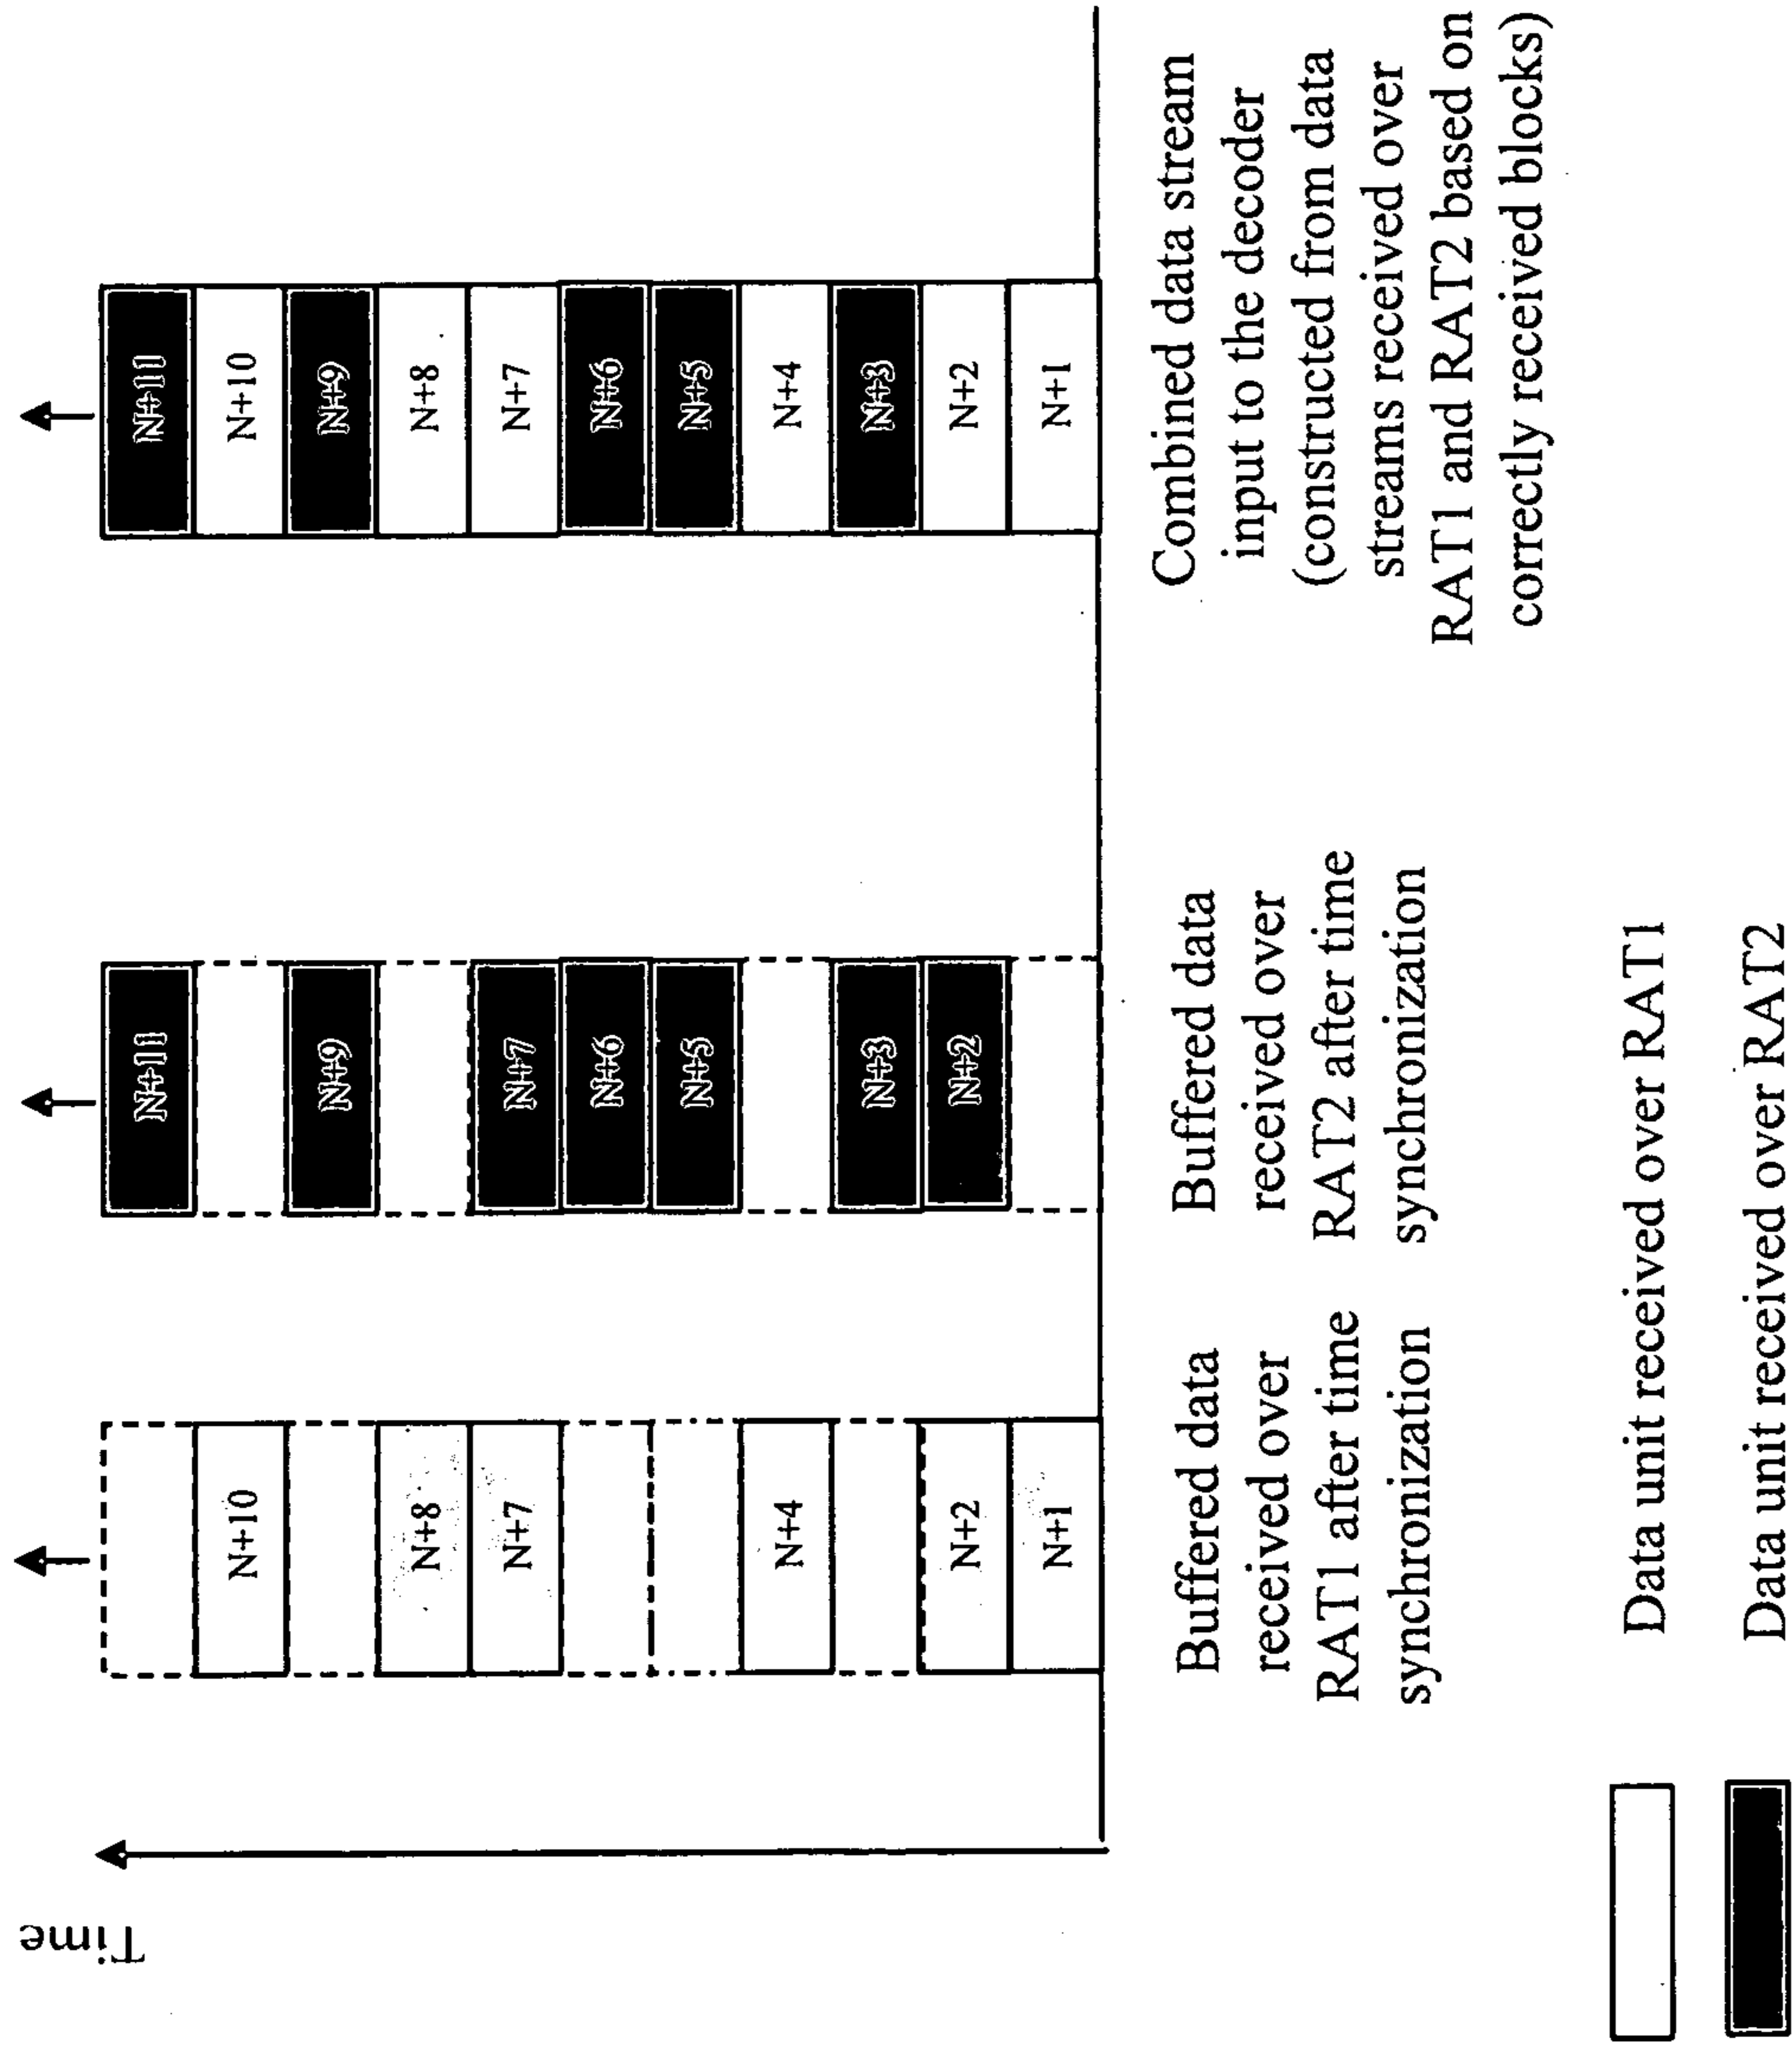 Time
N+10
N+8
N+7
N+4
N+2
N+1
Buffered data
received over
RAT1 after time
synchronization
N+11
N+9
N+7
N+6
N+5
N+3
N+2
Buffered data
received over
RAT2 after time
synchronization
N+11
N+10
N+9
N+8
N+7
N+6
N+5
N+4
N+3
N+2
N+1
Combined data stream
input to the decoder
(constructed from data
streams received over
RAT1 and RAT2 based on
correctly received blocks)
Data unit received over RAT1
Data unit received over RAT2